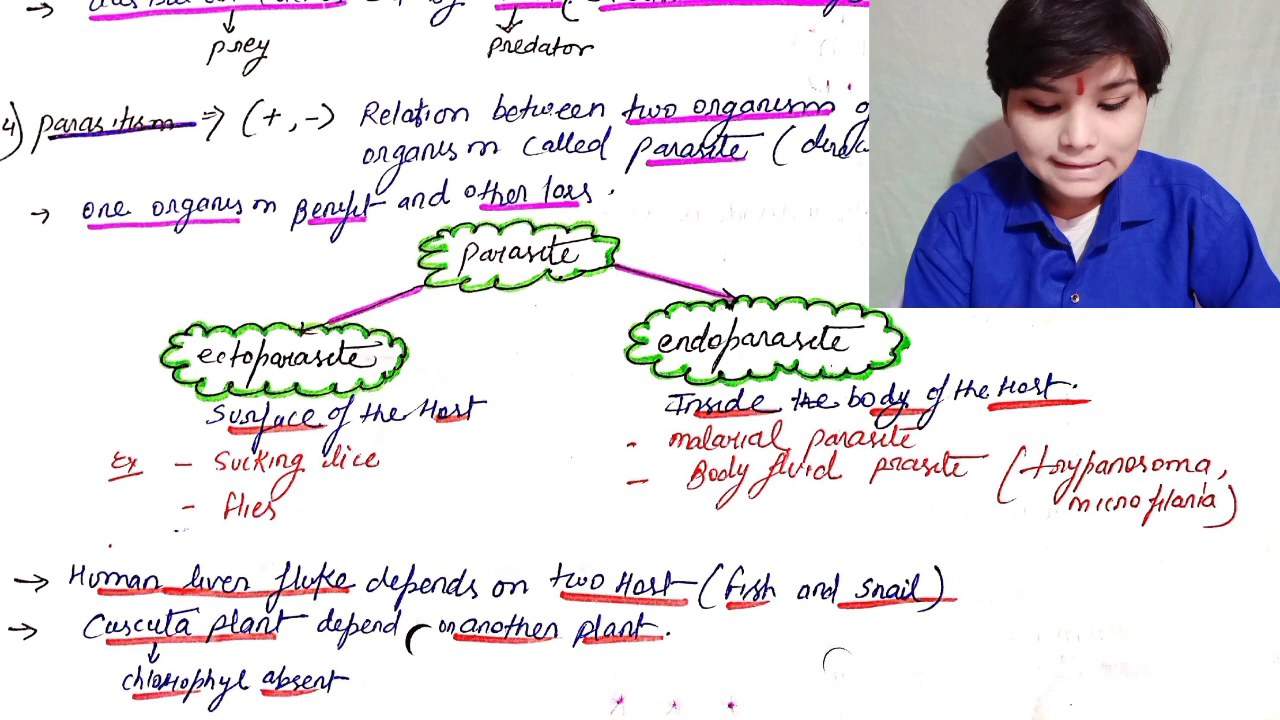 prey predator
4) parasitism ⇒ (+, -) Relation between two organism
organism called parasite (
→ one organism Benefit and other loss.
parasite
ectoparasite endoparasite
Surface of the Host Inside the body of the Host.
Ex - Sucking lice - malarial parasite
- flies - Body fluid prasite (trypanosoma,
microfilaria)
→ Human liver fluke depends on two Host (fish and snail)
→ Cuscuta plant depend on another plant.
chlorophyl absent